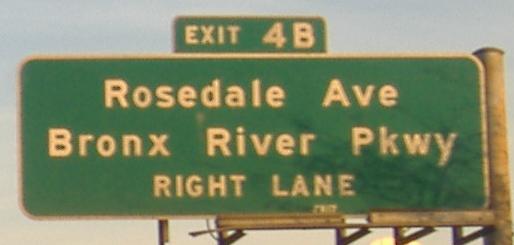 EXIT 4B
Rosedale Ave
Bronx River Pkwy
RIGHT LANE